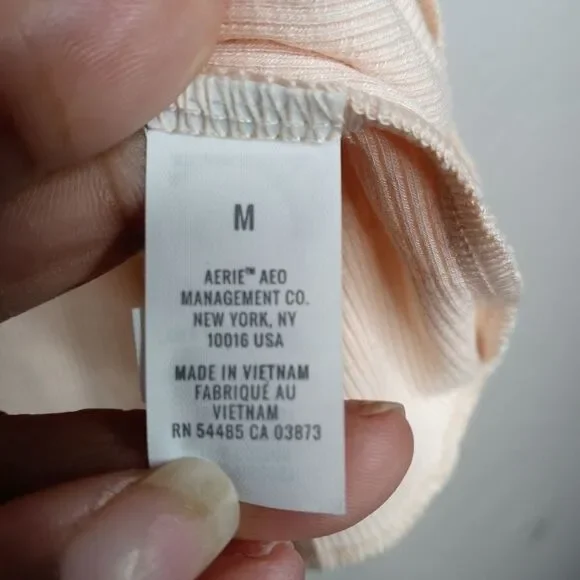 M
AERIE™ AEO
MANAGEMENT CO.
NEW YORK, NY
10016 USA
MADE IN VIETNAM
FABRIQUÉ AU
VIETNAM
RN 54485 CA 03873